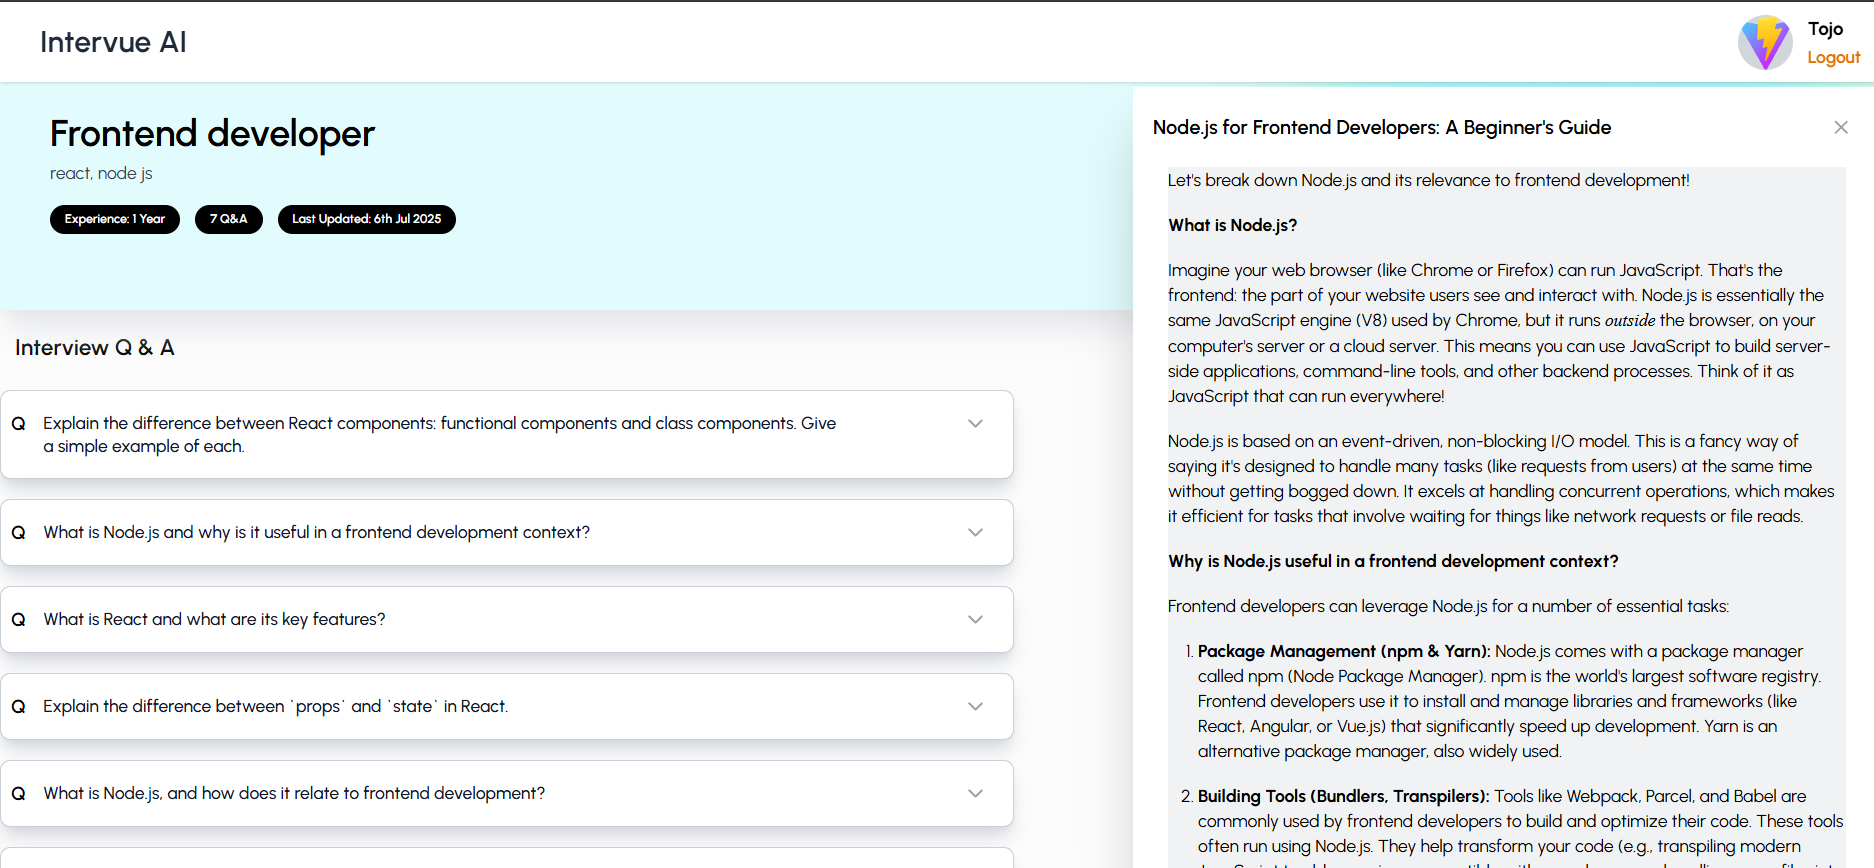 Intervue AI
Tojo
Logout
Frontend developer
react, node js
Experience: 1 Year
7 Q&A
Last Updated: 6th Jul 2025
Interview Q & A
Q Explain the difference between React components: functional components and class components. Give
a simple example of each.
Q What is Node.js and why is it useful in a frontend development context?
Q What is React and what are its key features?
Q Explain the difference between `props` and `state` in React.
Q What is Node.js, and how does it relate to frontend development?
Node.js for Frontend Developers: A Beginner's Guide
Let's break down Node.js and its relevance to frontend development!
What is Node.js?
Imagine your web browser (like Chrome or Firefox) can run JavaScript. That's the
frontend: the part of your website users see and interact with. Node.js is essentially the
same JavaScript engine (V8) used by Chrome, but it runs outside the browser, on your
computer's server or a cloud server. This means you can use JavaScript to build server-
side applications, command-line tools, and other backend processes. Think of it as
JavaScript that can run everywhere!
Node.js is based on an event-driven, non-blocking I/O model. This is a fancy way of
saying it's designed to handle many tasks (like requests from users) at the same time
without getting bogged down. It excels at handling concurrent operations, which makes
it efficient for tasks that involve waiting for things like network requests or file reads.
Why is Node.js useful in a frontend development context?
Frontend developers can leverage Node.js for a number of essential tasks:
1. Package Management (npm & Yarn): Node.js comes with a package manager
called npm (Node Package Manager). npm is the world's largest software registry.
Frontend developers use it to install and manage libraries and frameworks (like
React, Angular, or Vue.js) that significantly speed up development. Yarn is an
alternative package manager, also widely used.
2. Building Tools (Bundlers, Transpilers): Tools like Webpack, Parcel, and Babel are
commonly used by frontend developers to build and optimize their code. These tools
often run using Node.js. They help transform your code (e.g., transpiling modern